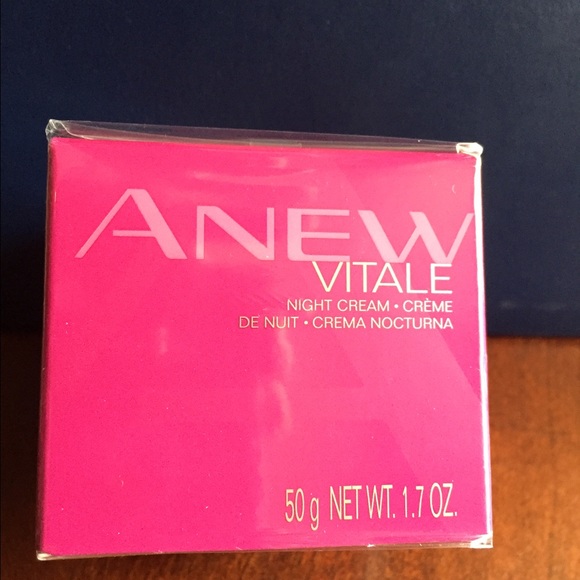 ANEW
VITALE
NIGHT CREAM • CRÈME
DE NUIT • CREMA NOCTURNA
50 g NET WT. 1.7 OZ.